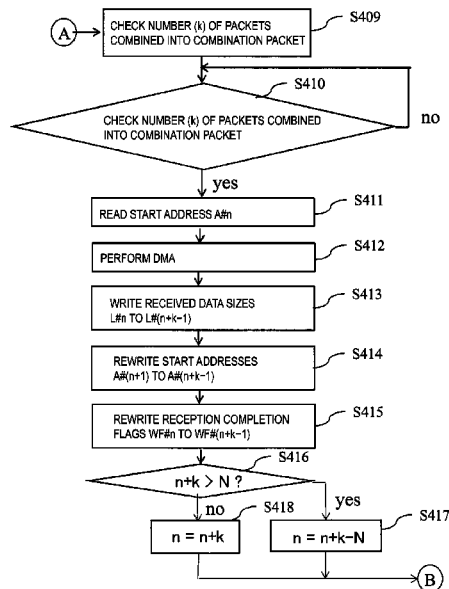 A
CHECK NUMBER (k) OF PACKETS
COMBINED INTO COMBINATION PACKET
S409
S410
CHECK NUMBER (k) OF PACKETS COMBINED
INTO COMBINATION PACKET
no
yes
READ START ADDRESS A#n
S411
PERFORM DMA
S412
WRITE RECEIVED DATA SIZES
L#n TO L#(n+k-1)
S413
REWRITE START ADDRESSES
A#(n+1) TO A#(n+k-1)
S414
REWRITE RECEPTION COMPLETION
FLAGS WF#n TO WF#(n+k-1)
S415
S416
n+k > N ?
no
S418
yes
S417
n = n+k
n = n+k-N
B